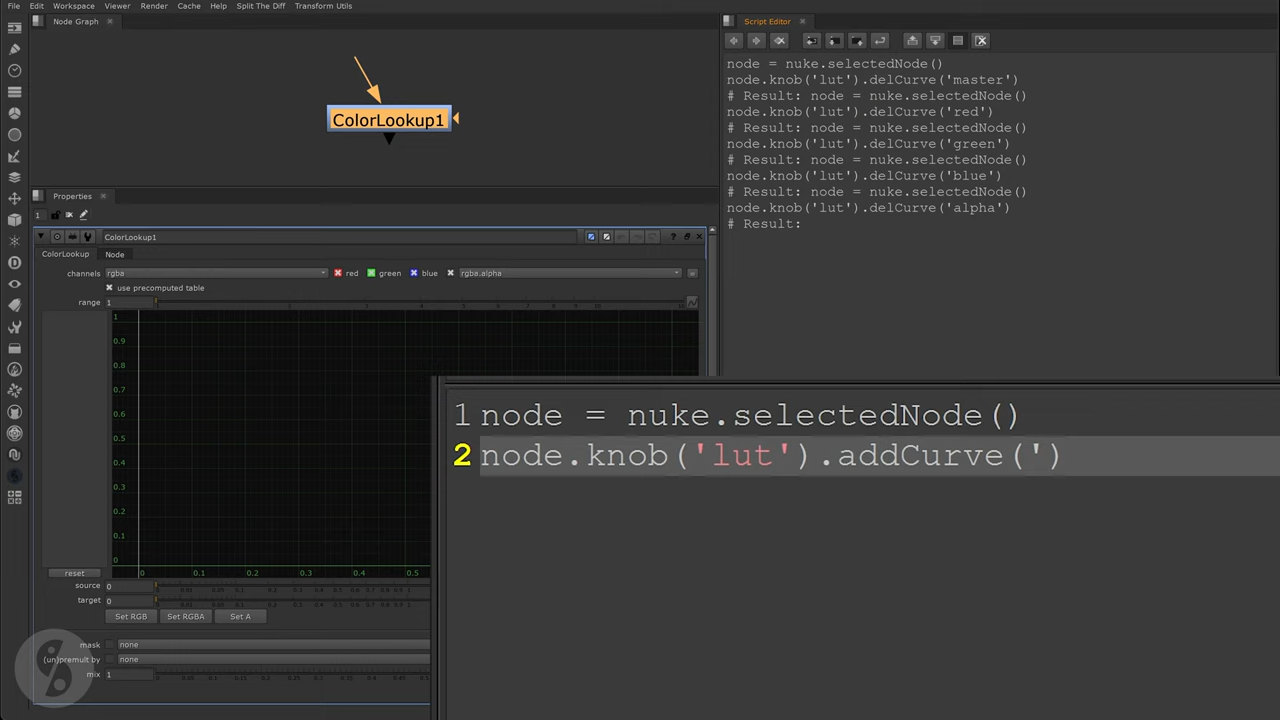 File Edit Workspace Viewer Render Cache Help Split The Diff Transform Utils
Node Graph
ColorLookup1
Properties
1
ColorLookup1
ColorLookup Node
channels rgba red green blue rgba.alpha
use precomputed table
range 1
1
0.9
0.8
0.7
0.6
0.5
0.4
0.3
0.2
0.1
0
0 0.1 0.2 0.3 0.4 0.5
reset
source 0
target 0
Set RGB Set RGBA Set A
mask none
(un)premult by none
mix 1
Script Editor
node = nuke.selectedNode()
node.knob('lut').delCurve('master')
# Result: node = nuke.selectedNode()
node.knob('lut').delCurve('red')
# Result: node = nuke.selectedNode()
node.knob('lut').delCurve('green')
# Result: node = nuke.selectedNode()
node.knob('lut').delCurve('blue')
# Result: node = nuke.selectedNode()
node.knob('lut').delCurve('alpha')
# Result:
1 node = nuke.selectedNode()
2 node.knob('lut').addCurve(')